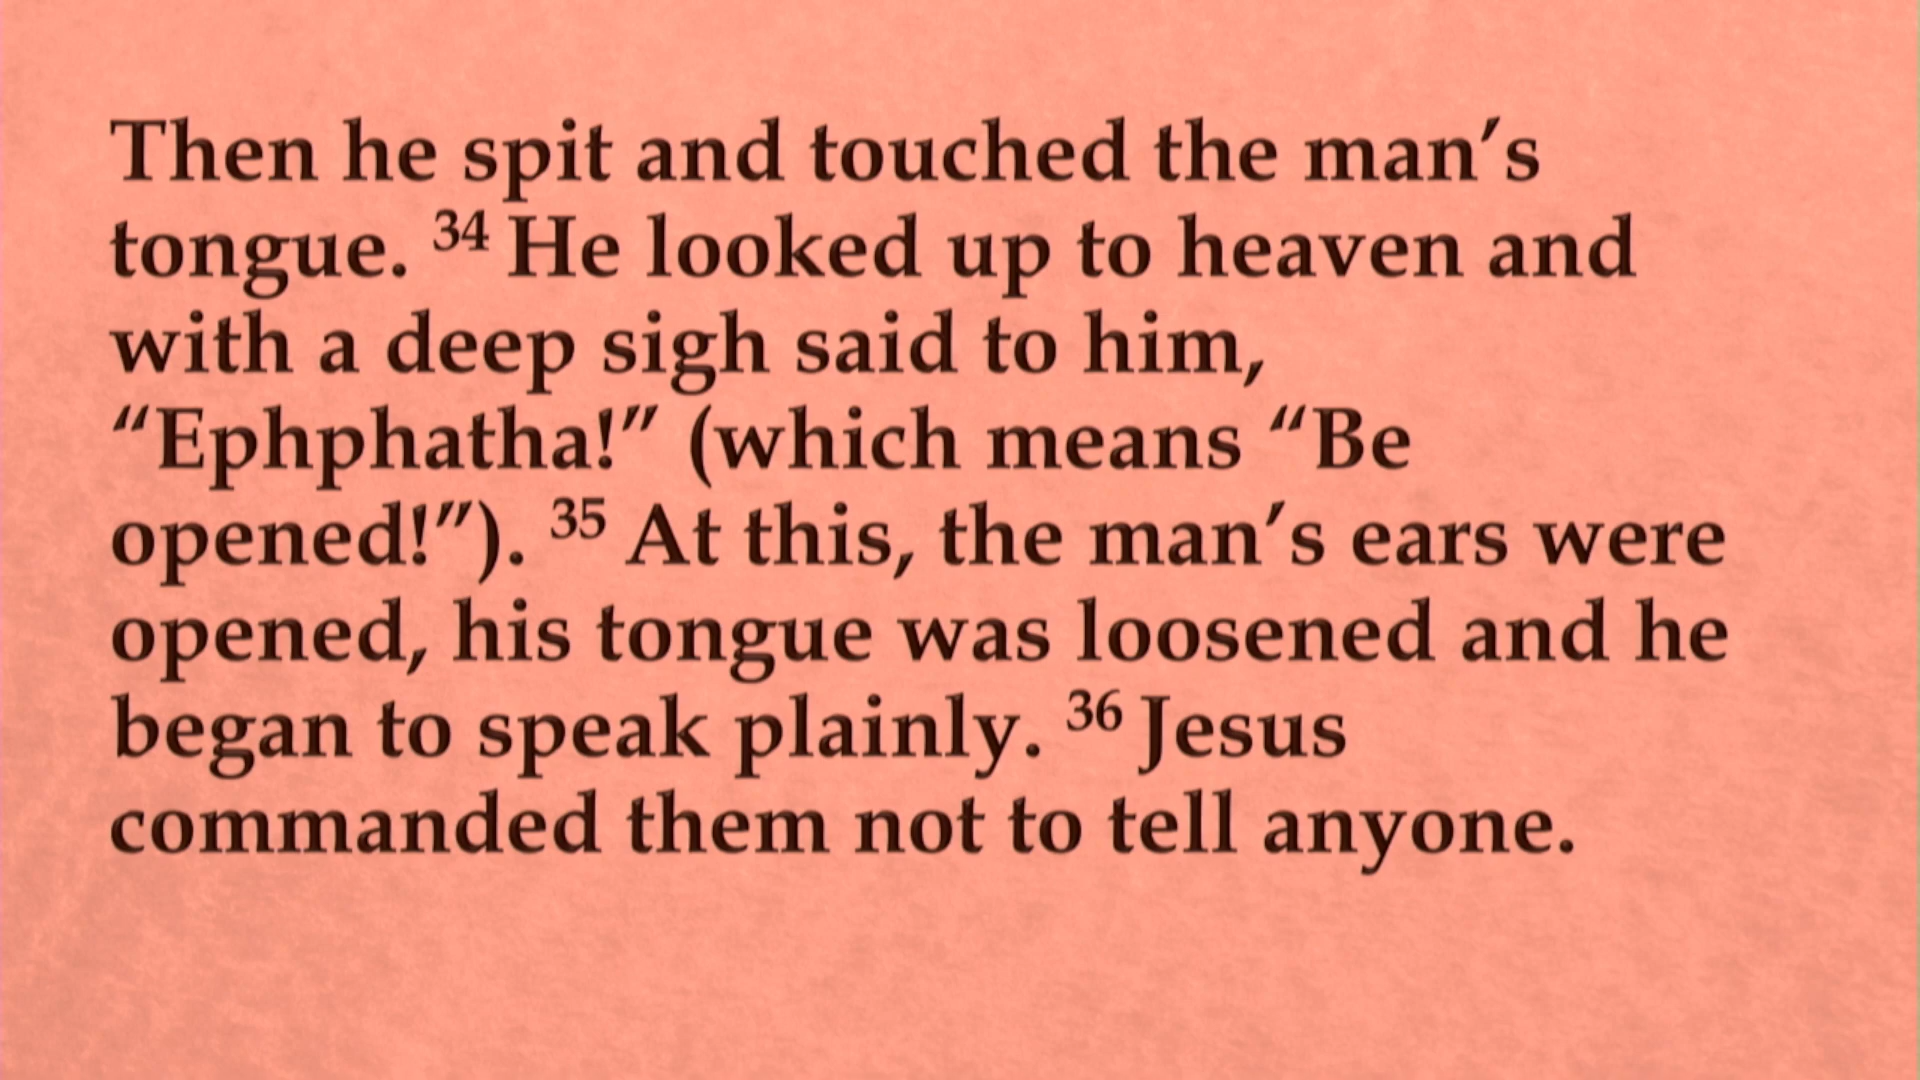 Then he spit and touched the man’s
tongue. 34 He looked up to heaven and
with a deep sigh said to him,
“Ephphatha!” (which means “Be
opened!”). 35 At this, the man’s ears were
opened, his tongue was loosened and he
began to speak plainly. 36 Jesus
commanded them not to tell anyone.